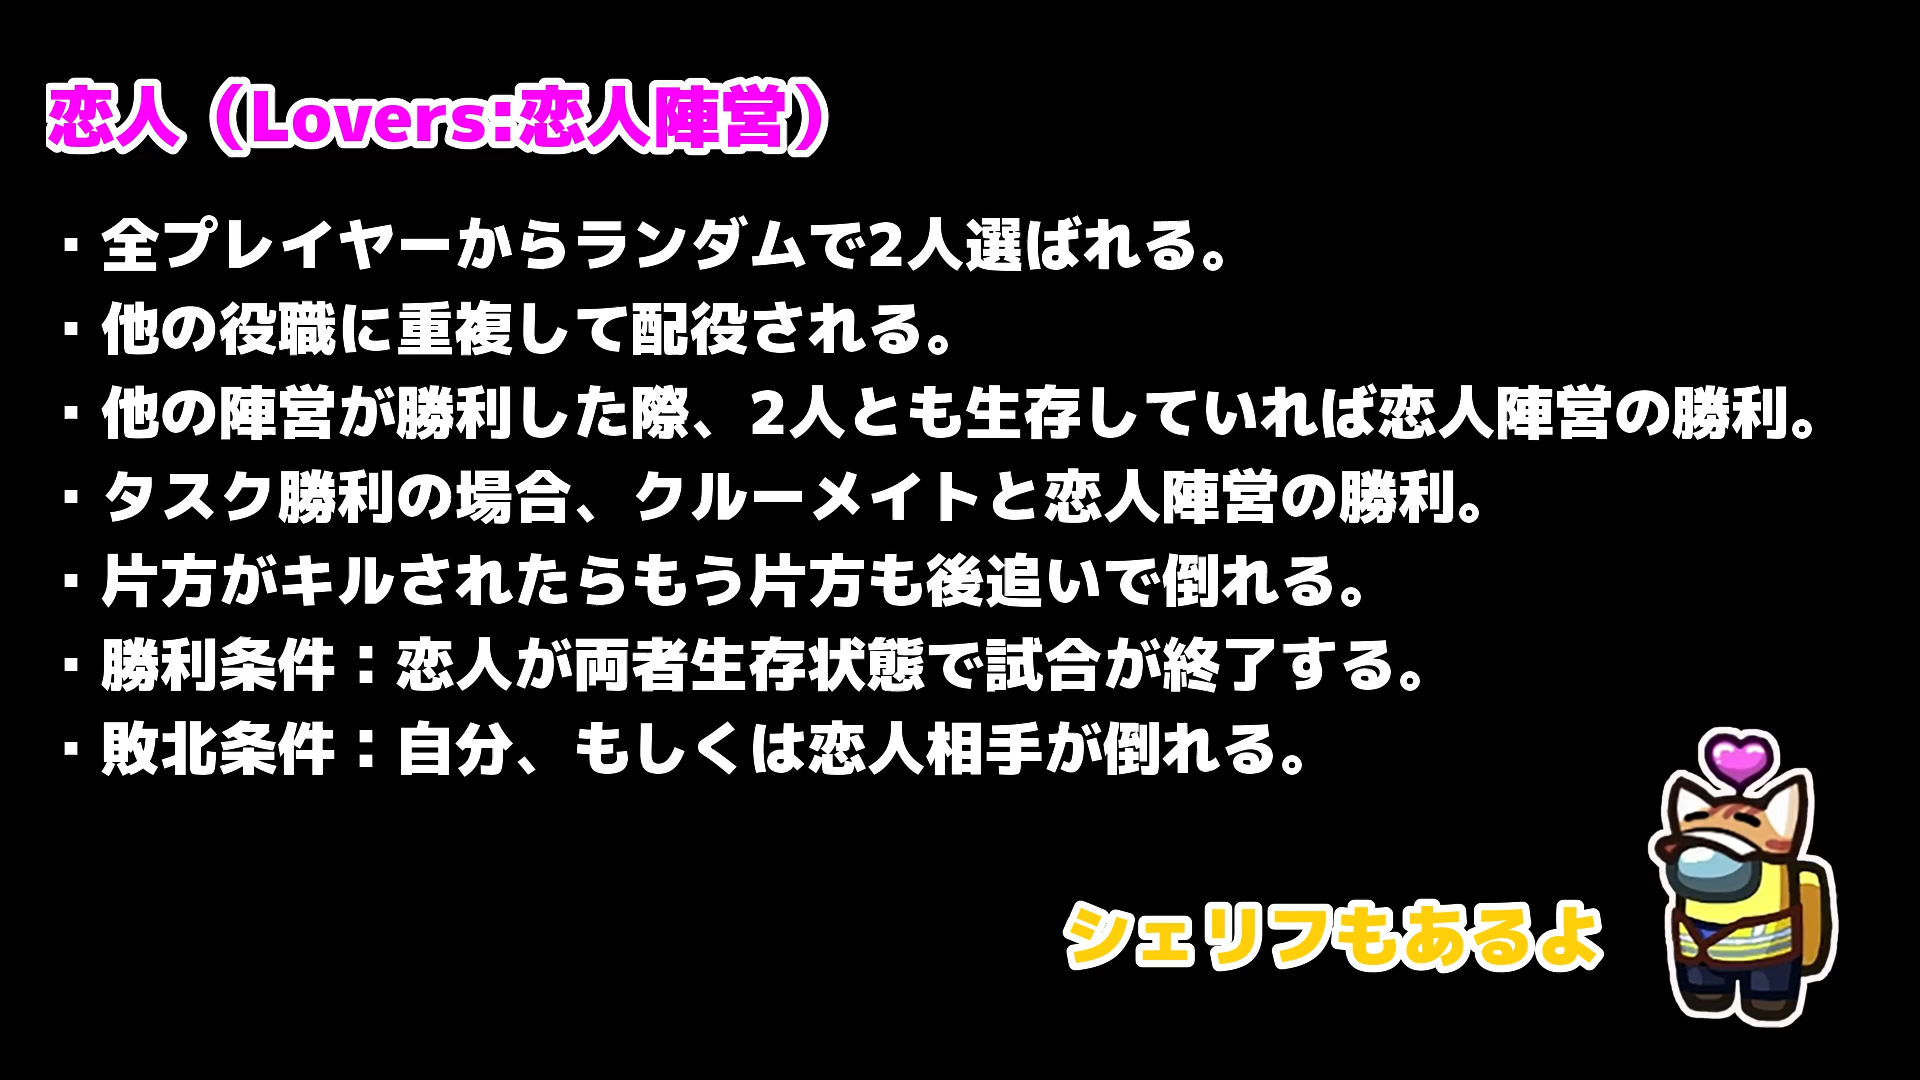 恋人（Lovers:恋人陣営）
・全プレイヤーからランダムで2人選ばれる。
・他の役職に重複して配役される。
・他の陣営が勝利した際、2人とも生存していれば恋人陣営の勝利。
・タスク勝利の場合、クルーメイトと恋人陣営の勝利。
・片方がキルされたらもう片方も後追いで倒れる。
・勝利条件：恋人が両者生存状態で試合が終了する。
・敗北条件：自分、もしくは恋人相手が倒れる。
シェリフもあるよ